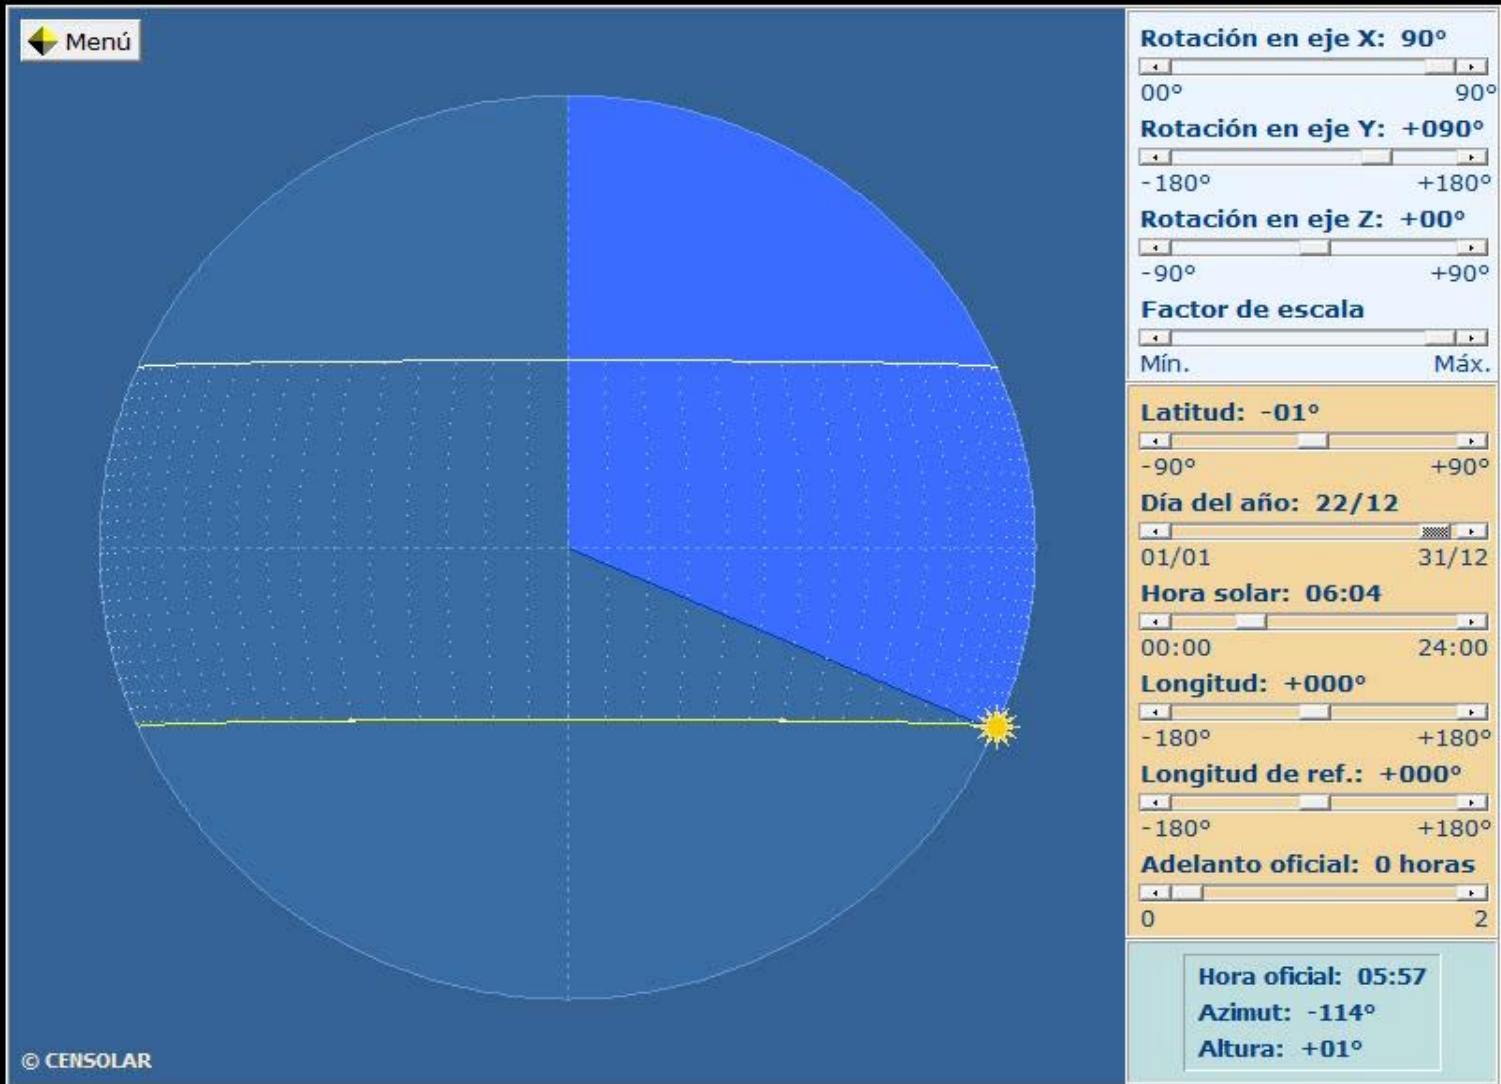 Menú
Rotación en eje X: 90°
00° 90°
Rotación en eje Y: +090°
-180° +180°
Rotación en eje Z: +00°
-90° +90°
Factor de escala
Mín. Máx.
Latitud: -01°
-90° +90°
Día del año: 22/12
01/01 31/12
Hora solar: 06:04
00:00 24:00
Longitud: +000°
-180° +180°
Longitud de ref.: +000°
-180° +180°
Adelanto oficial: 0 horas
0 2
Hora oficial: 05:57
Azimut: -114°
Altura: +01°
© CENSOLAR